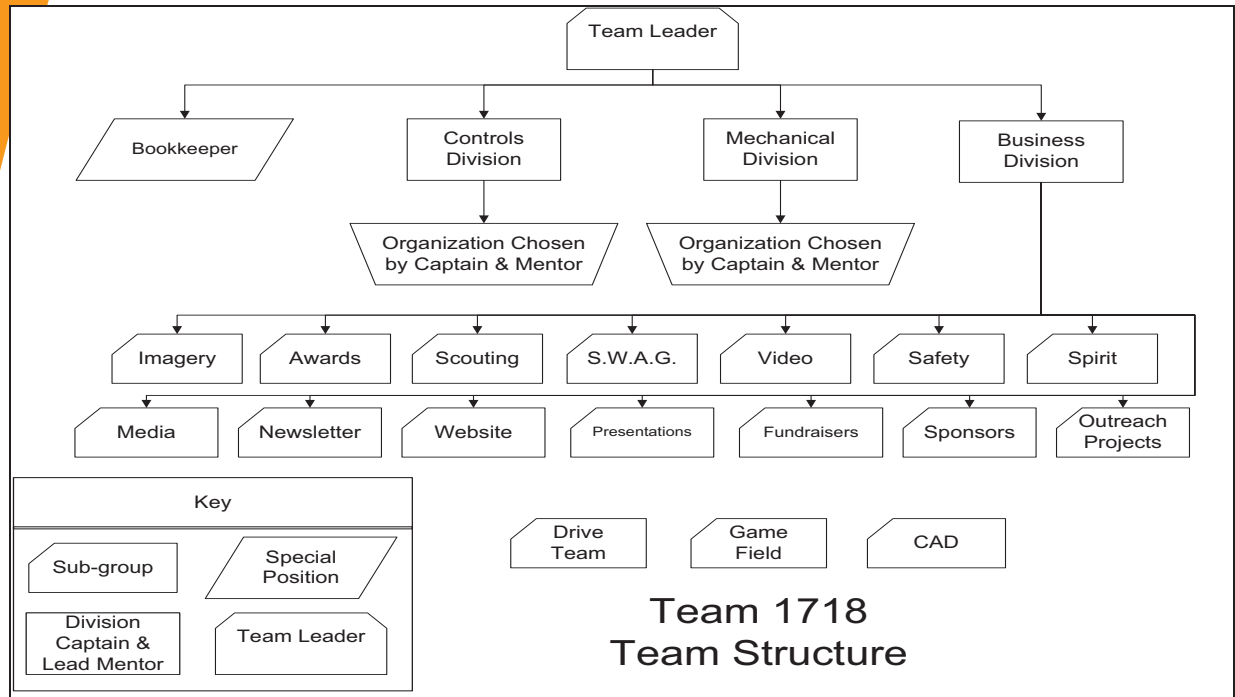 Team Leader
Bookkeeper
Controls
Division
Mechanical
Division
Business
Division
Organization Chosen
by Captain & Mentor
Organization Chosen
by Captain & Mentor
Imagery
Awards
Scouting
S.W.A.G.
Video
Safety
Spirit
Media
Newsletter
Website
Presentations
Fundraisers
Sponsors
Outreach
Projects
Key
Sub-group
Special
Position
Division
Captain &
Lead Mentor
Team Leader
Drive
Team
Game
Field
CAD
Team 1718
Team Structure